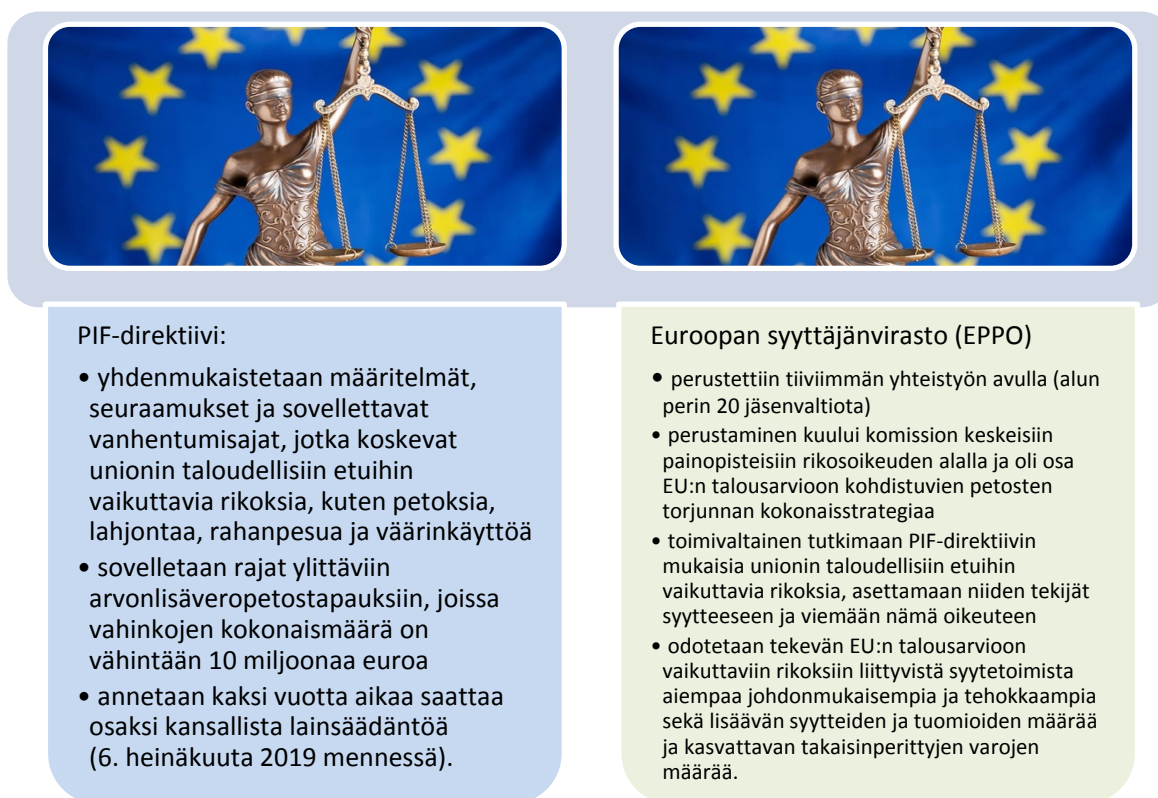 PIF-direktiivi:
• yhdenmukaistetaan määritelmät,
seuraamukset ja sovellettavat
vanhentumisajat, jotka koskevat
unionin taloudellisiin etuihin
vaikuttavia rikoksia, kuten petoksia,
lahjontaa, rahanpesua ja väärinkäyttöä
• sovelletaan rajat ylittäviin
arvonlisäveropetostapauksiin, joissa
vahinkojen kokonaismäärä on
vähintään 10 miljoonaa euroa
• annetaan kaksi vuotta aikaa saattaa
osaksi kansallista lainsäädäntöä
(6. heinäkuuta 2019 mennessä).
Euroopan syyttäjänvirasto (EPPO)
• perustettiin tiiviimmän yhteistyön avulla (alun
perin 20 jäsenvaltiota)
• perustaminen kuului komission keskeisiin
painopisteisiin rikosoikeuden alalla ja oli osa
EU:n talousarvioon kohdistuvien petosten
torjunnan kokonaisstrategiaa
• toimivaltainen tutkimaan PIF-direktiivin
mukaisia unionin taloudellisiin etuihin
vaikuttavia rikoksia, asettamaan niiden tekijät
syytteeseen ja viemään nämä oikeuteen
• odotetaan tekevän EU:n talousarvioon
vaikuttaviin rikoksiin liittyvistä syytetoimista
aiempaa johdonmukaisempia ja tehokkaampia
sekä lisäävän syytteiden ja tuomioiden määrää
ja kasvattavan takaisinperittyjen varojen
määrää.